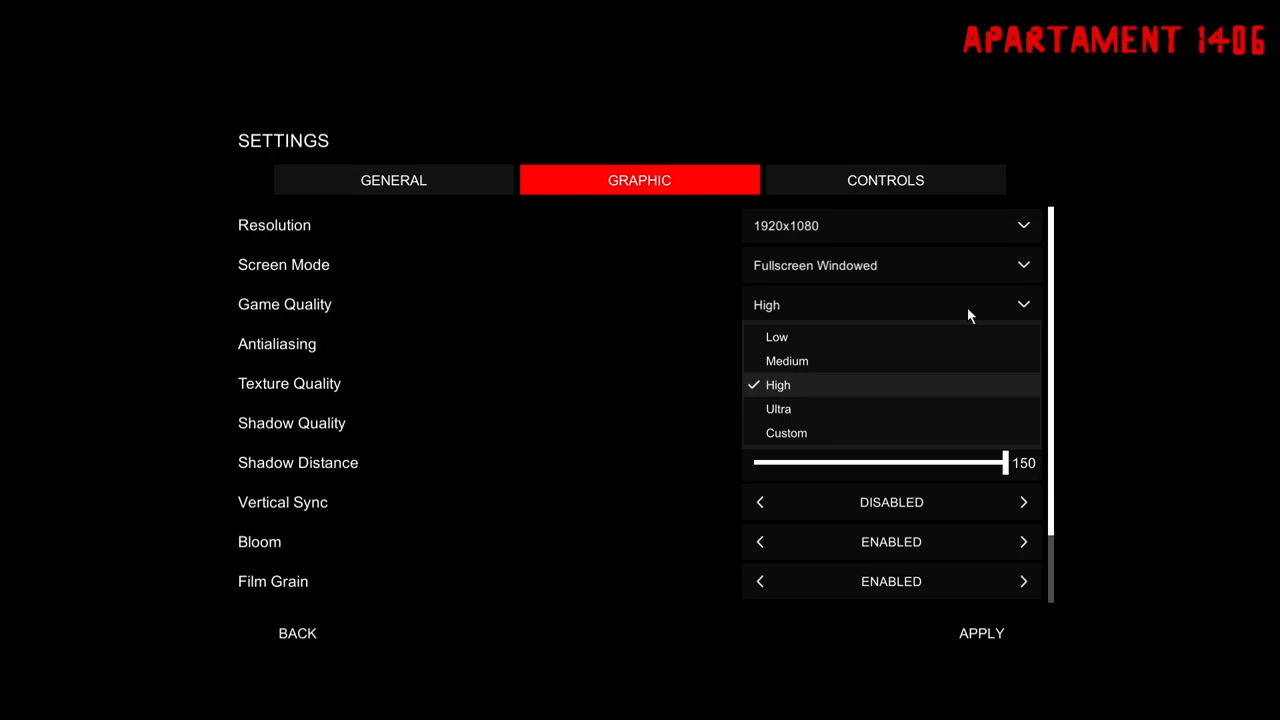 APARTAMENT 1406
SETTINGS
GENERAL GRAPHIC CONTROLS
Resolution 1920x1080
Screen Mode Fullscreen Windowed
Game Quality High
Low
Antialiasing
Medium
Texture Quality High
Ultra
Shadow Quality
Custom
Shadow Distance 150
Vertical Sync DISABLED
Bloom ENABLED
Film Grain ENABLED
BACK APPLY